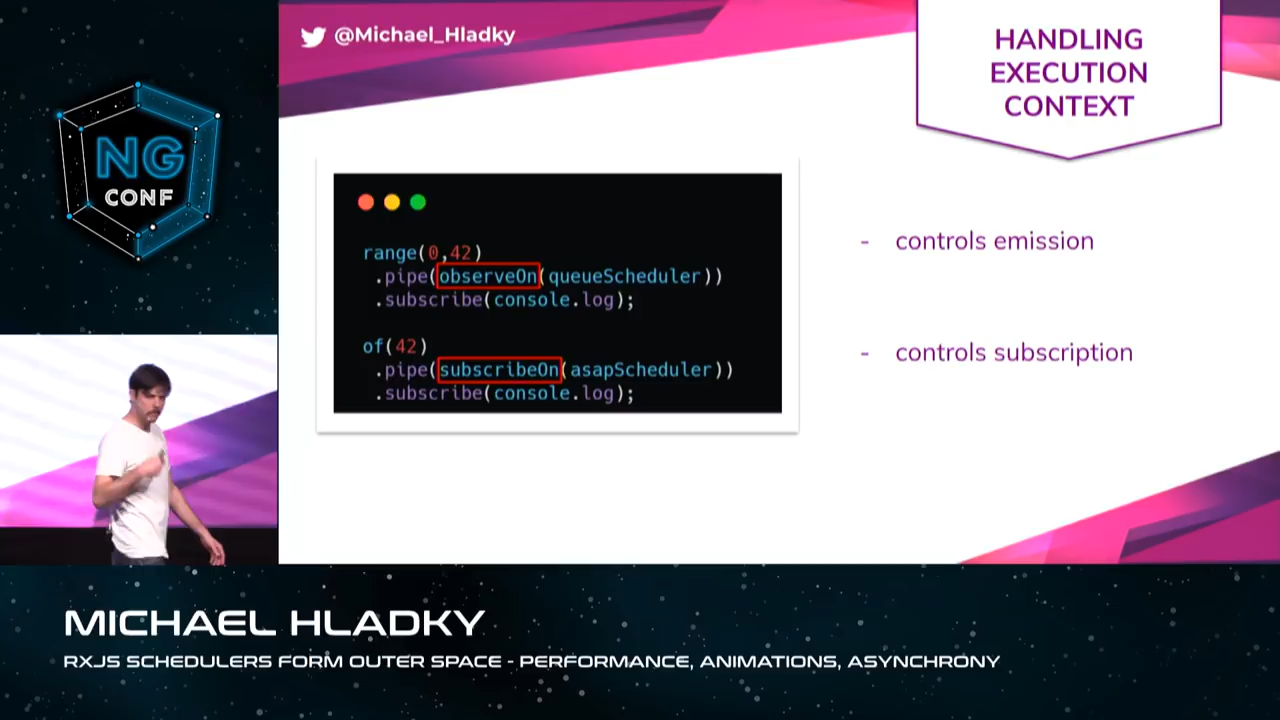 @Michael_Hladky
HANDLING
EXECUTION
CONTEXT
NG
CONF
range(0,42)
.pipe(observeOn(queueScheduler))
.subscribe(console.log);
of(42)
.pipe(subscribeOn(asapScheduler))
.subscribe(console.log);
- controls emission
- controls subscription
MICHAEL HLADKY
RXJS SCHEDULERS FORM OUTER SPACE - PERFORMANCE, ANIMATIONS, ASYNCHRONY